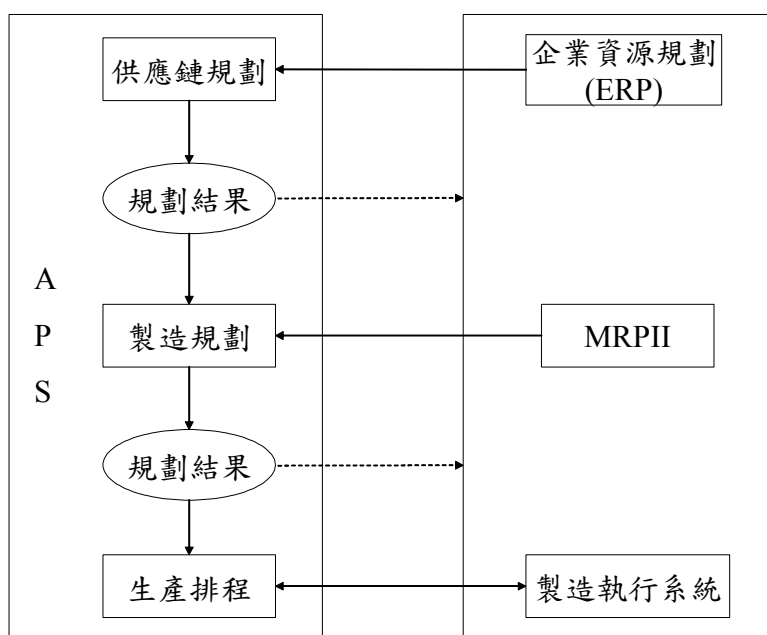 供應鏈規劃
企業資源規劃
(ERP)
規劃結果
A
P
S
製造規劃
MRPII
規劃結果
生產排程
製造執行系統